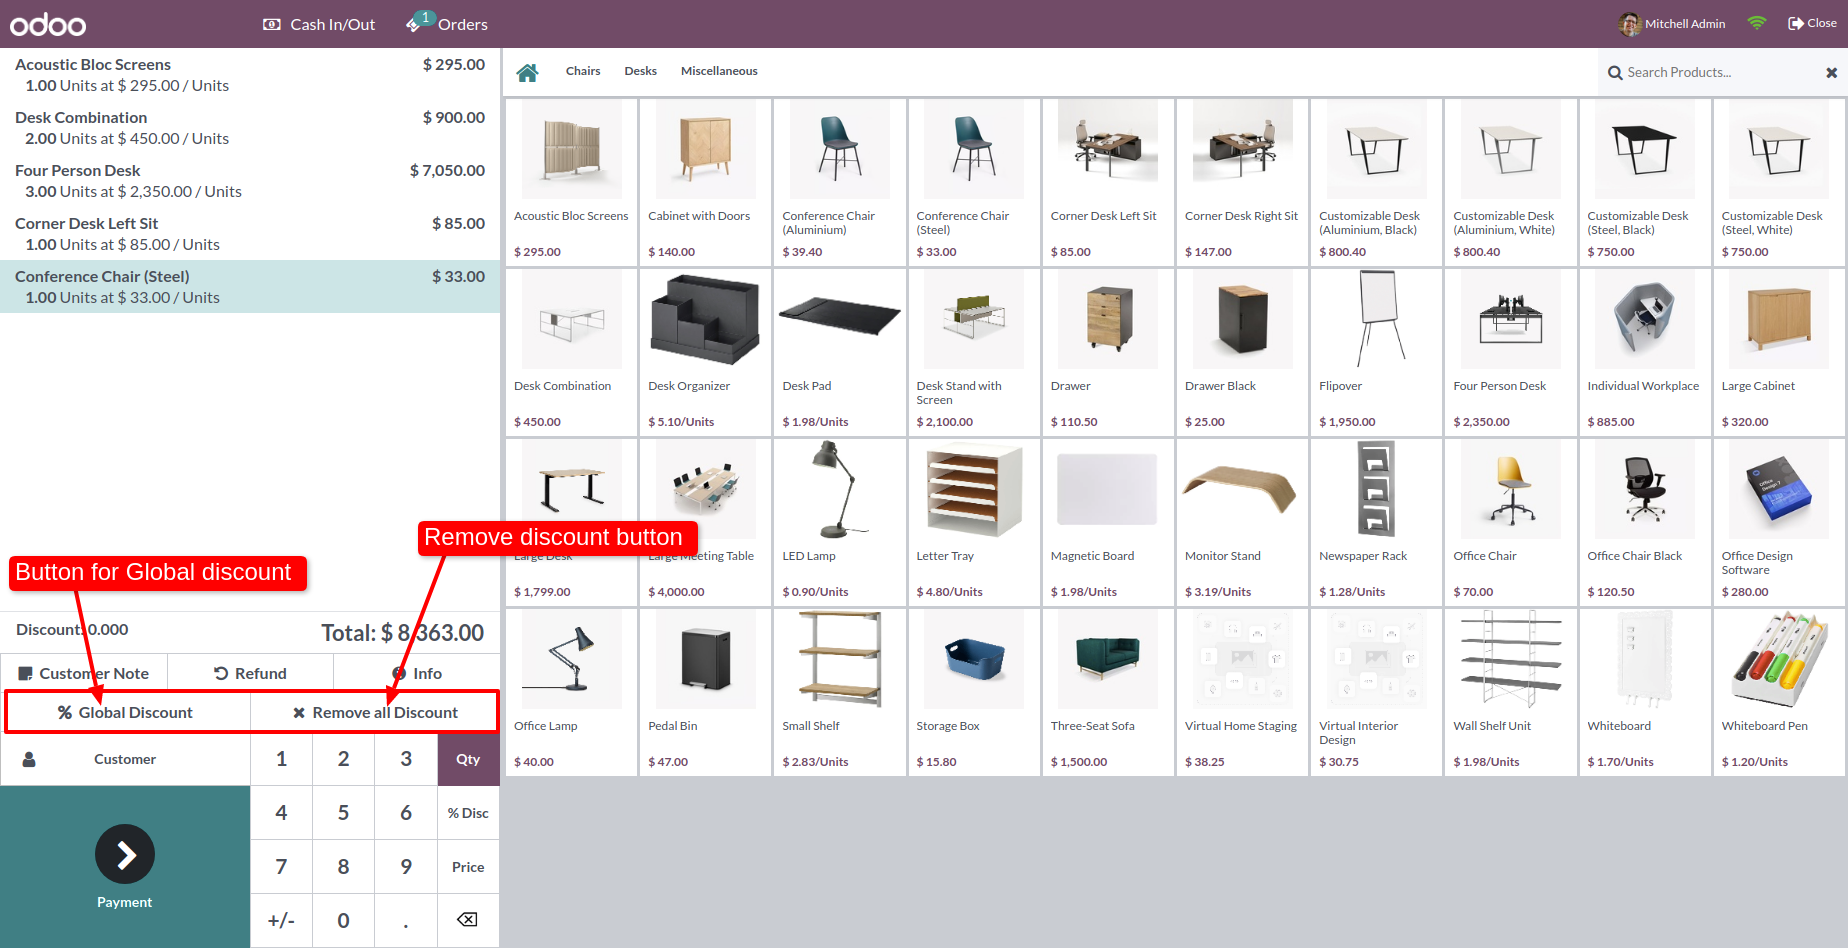 odoo
Cash In/Out
1
Orders
Mitchell Admin
Close
Acoustic Bloc Screens $ 295.00
1.00 Units at $ 295.00 / Units
Desk Combination $ 900.00
2.00 Units at $ 450.00 / Units
Four Person Desk $ 7,050.00
3.00 Units at $ 2,350.00 / Units
Corner Desk Left Sit $ 85.00
1.00 Units at $ 85.00 / Units
Conference Chair (Steel) $ 33.00
1.00 Units at $ 33.00 / Units
Button for Global discount
Remove discount button
Discount: 0.000
Total: $ 8,363.00
Customer Note
Refund
Info
% Global Discount
Remove all Discount
Customer
1 2 3 Qty
4 5 6 % Disc
7 8 9 Price
+/- 0 .
Payment
Chairs
Desks
Miscellaneous
Search Products...
Acoustic Bloc Screens
$ 295.00
Cabinet with Doors
$ 140.00
Conference Chair
(Aluminium)
$ 39.40
Conference Chair
(Steel)
$ 33.00
Corner Desk Left Sit
$ 85.00
Corner Desk Right Sit
$ 147.00
Customizable Desk
(Aluminium, Black)
$ 800.40
Customizable Desk
(Aluminium, White)
$ 800.40
Customizable Desk
(Steel, Black)
$ 750.00
Customizable Desk
(Steel, White)
$ 750.00
Desk Combination
$ 450.00
Desk Organizer
$ 5.10/Units
Desk Pad
$ 1.98/Units
Desk Stand with
Screen
$ 2,100.00
Drawer
$ 110.50
Drawer Black
$ 25.00
Flipover
$ 1,950.00
Four Person Desk
$ 2,350.00
Individual Workplace
$ 885.00
Large Cabinet
$ 320.00
Large Desk
$ 1,799.00
Large Meeting Table
$ 4,000.00
LED Lamp
$ 0.90/Units
Letter Tray
$ 4.80/Units
Magnetic Board
$ 1.98/Units
Monitor Stand
$ 3.19/Units
Newspaper Rack
$ 1.28/Units
Office Chair
$ 70.00
Office Chair Black
$ 120.50
Office
Design 7
Office Design
Software
$ 280.00
Office Lamp
$ 40.00
Pedal Bin
$ 47.00
Small Shelf
$ 2.83/Units
Storage Box
$ 15.80
Three-Seat Sofa
$ 1,500.00
Virtual Home Staging
$ 38.25
Virtual Interior
Design
$ 30.75
Wall Shelf Unit
$ 1.98/Units
Whiteboard
$ 1.70/Units
Whiteboard Pen
$ 1.20/Units